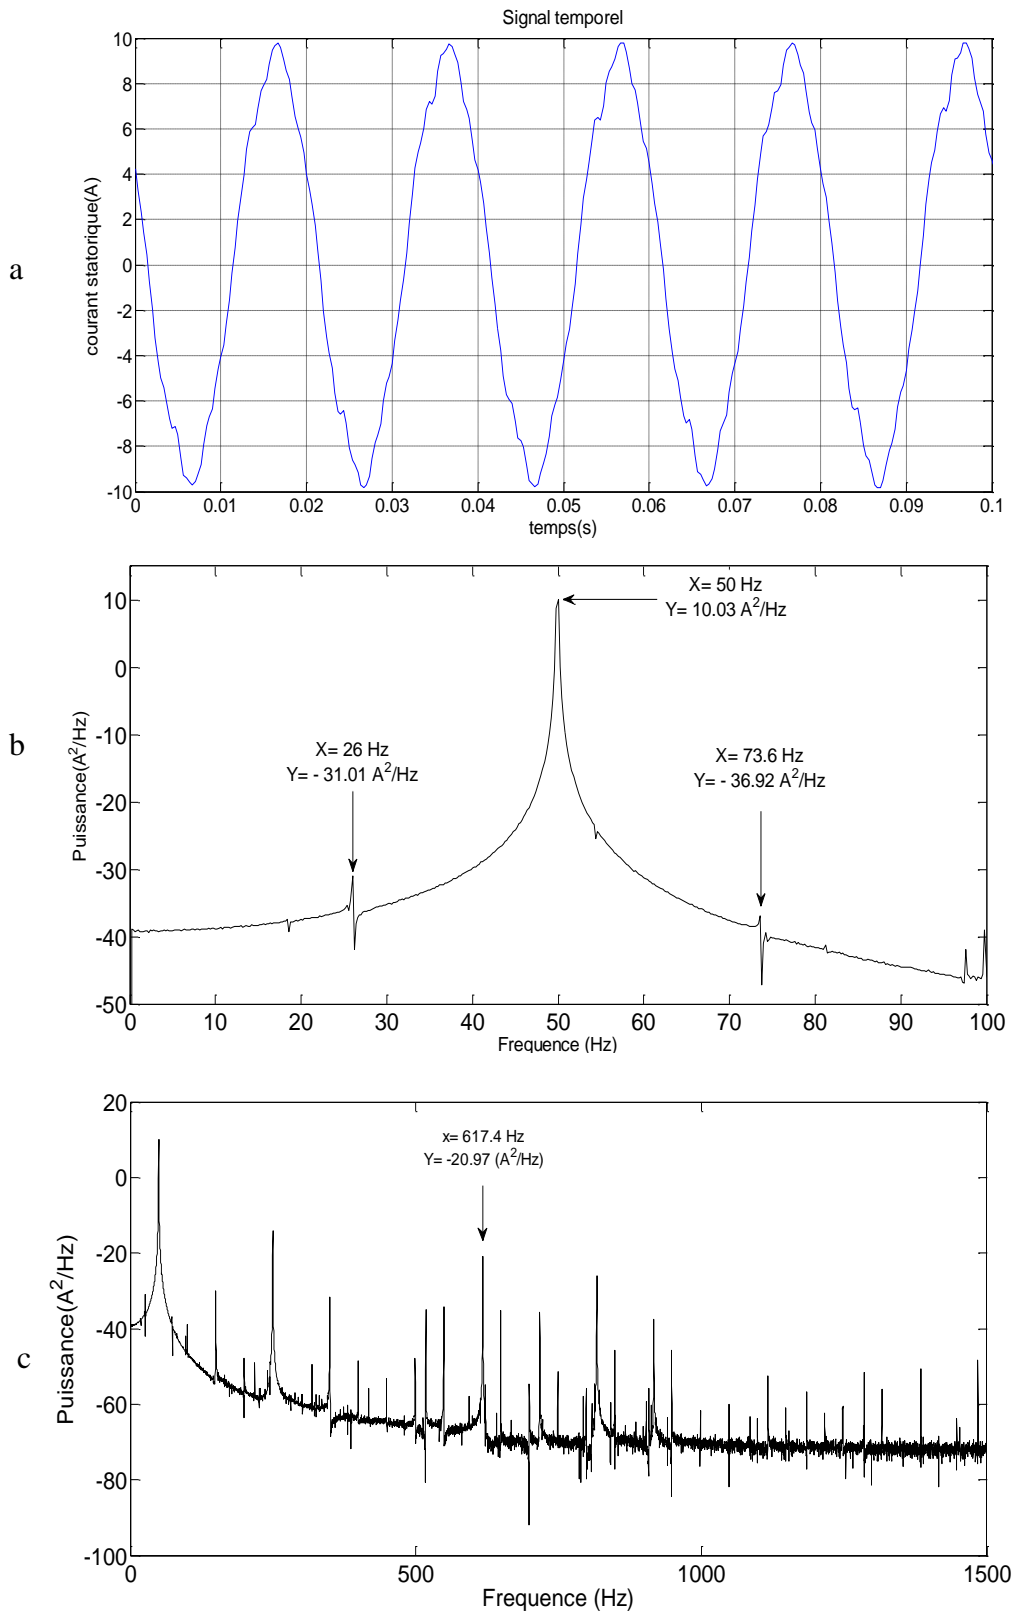 Signal temporel
a
courant statorique(A)
10
8
6
4
2
0
-2
-4
-6
-8
-10
0 0.01 0.02 0.03 0.04 0.05 0.06 0.07 0.08 0.09 0.1
temps(s)
b
Puissance(A²/Hz)
10
0
-10
-20
-30
-40
-50
X= 50 Hz
Y= 10.03 A²/Hz
X= 26 Hz
Y= - 31.01 A²/Hz
X= 73.6 Hz
Y= - 36.92 A²/Hz
0 10 20 30 40 50 60 70 80 90 100
Frequence (Hz)
c
Puissance(A²/Hz)
20
0
-20
-40
-60
-80
-100
x= 617.4 Hz
Y= -20.97 (A²/Hz)
0 500 1000 1500
Frequence (Hz)